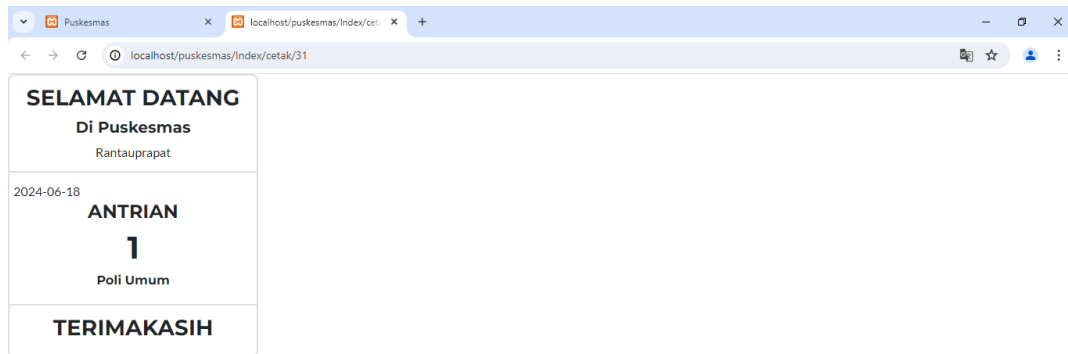 Puskesmas
localhost/puskesmas/Index/cet
localhost/puskesmas/Index/cetak/31
SELAMAT DATANG
Di Puskesmas
Rantauprapat
2024-06-18
ANTRIAN
1
Poli Umum
TERIMAKASIH